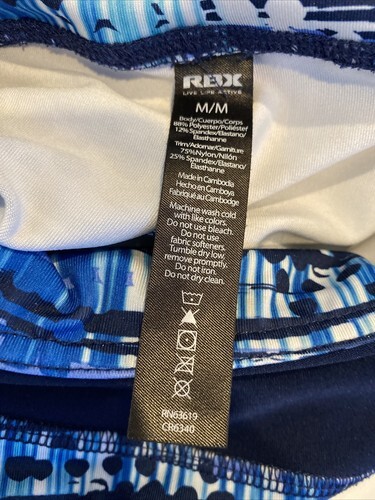 RBX
LIVE LIFE ACTIVE
M/M
Body/Cuerpo/Corps
88% Polyester/Poliéster/
12% Spandex/Elastano/
Elasthanne
Trim/Adornar/Garniture
75%Nylon/Nilón
25% Spandex/Elastano/
Elasthanne
Made in Cambodia
Hecho en Camboya
Fabriqué au Cambodge
Machine wash cold
with like colors.
Do not use bleach.
Do not use
fabric softeners.
Tumble dry low
remove promptly.
Do not iron.
Do not dry clean.
RN63619
CR6340